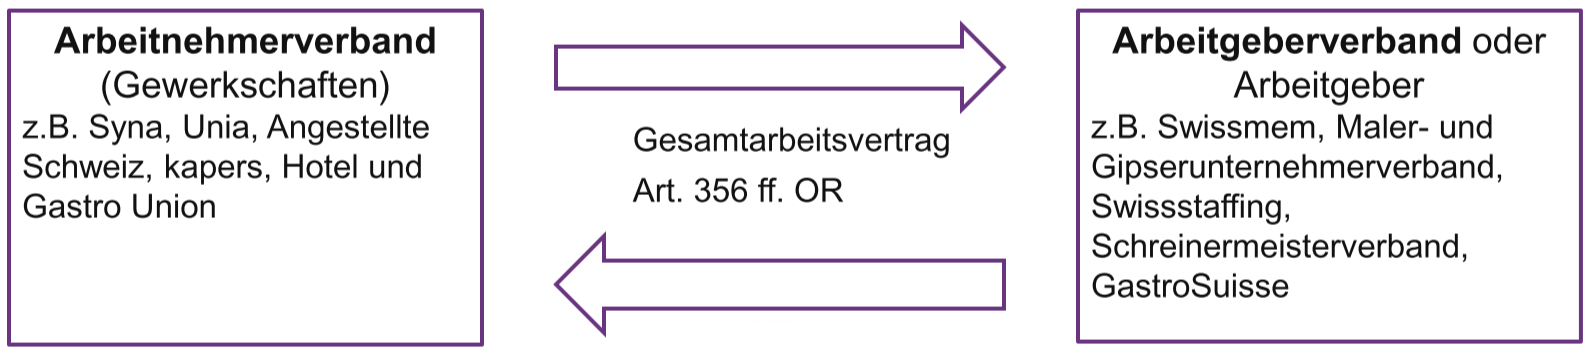 Arbeitnehmerverband
(Gewerkschaften)
z.B. Syna, Unia, Angestellte
Schweiz, kapers, Hotel und
Gastro Union
Gesamtarbeitsvertrag
Art. 356 ff. OR
Arbeitgeberverband oder
Arbeitgeber
z.B. Swissmem, Maler- und
Gipserunternehmerverband,
Swissstaffing,
Schreinermeisterverband,
GastroSuisse